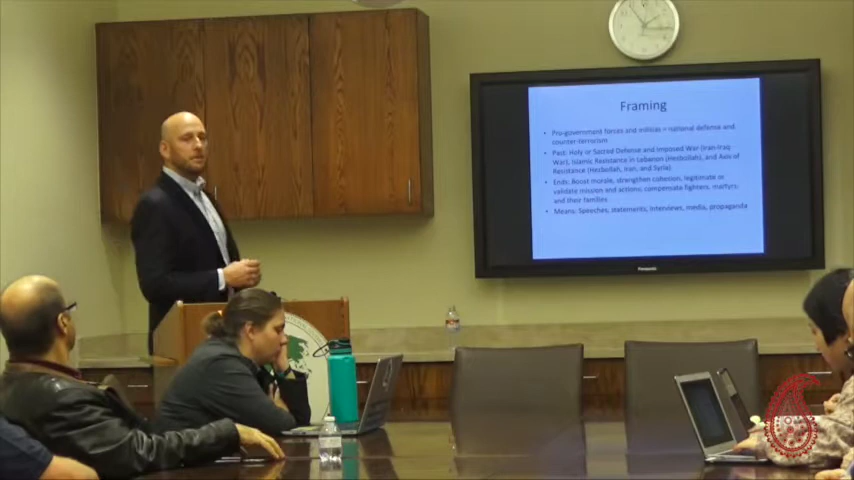 Framing
• Pro-government forces and militias = national defense and
counter-terrorism
• Past: Holy or Sacred Defense and Imposed War (Iran-Iraq
War), Islamic Resistance in Lebanon (Hezbollah), and Axis of
Resistance (Hezbollah, Iran, and Syria)
• Ends: Boost morale, strengthen cohesion, legitimate or
validate mission and actions; compensate fighters, martyrs,
and their families
• Means: Speeches, statements, interviews, media, propaganda
Panasonic